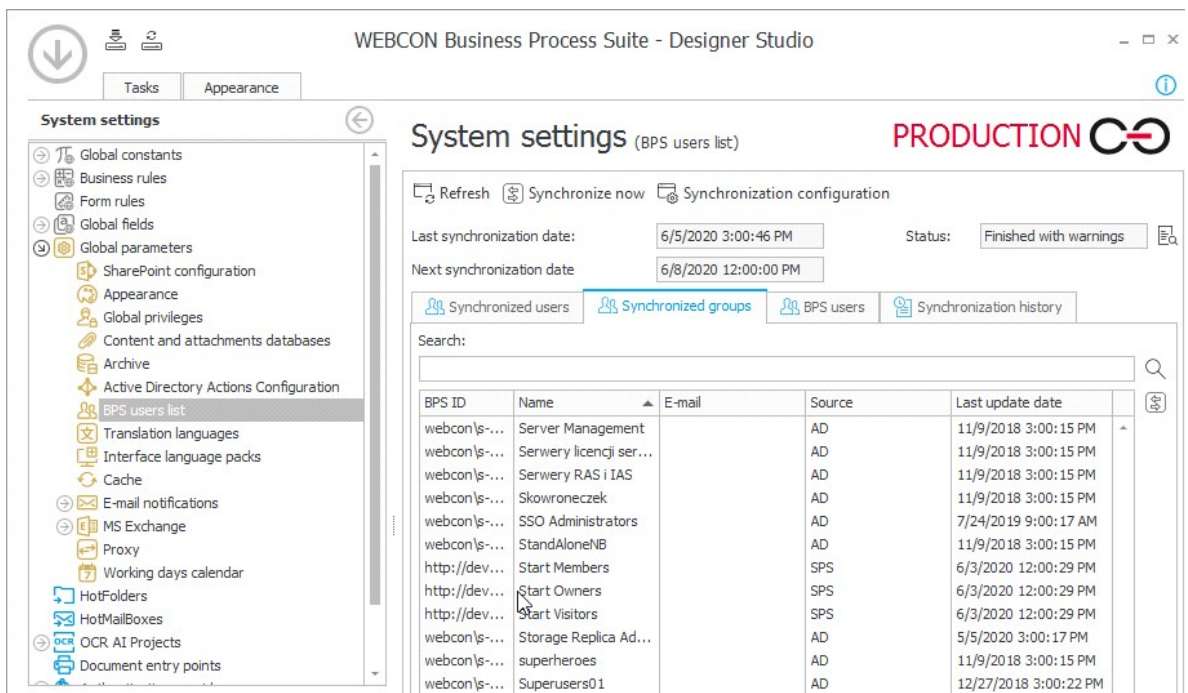 WEBCON Business Process Suite - Designer Studio
Tasks Appearance
System settings
Global constants
Business rules
Form rules
Global fields
Global parameters
SharePoint configuration
Appearance
Global privileges
Content and attachments databases
Archive
Active Directory Actions Configuration
BPS users list
Translation languages
Interface language packs
Cache
E-mail notifications
MS Exchange
Proxy
Working days calendar
HotFolders
HotMailBoxes
OCR AI Projects
Document entry points
System settings (BPS users list)
PRODUCTION
Refresh Synchronize now Synchronization configuration
Last synchronization date: 6/5/2020 3:00:46 PM Status: Finished with warnings
Next synchronization date 6/8/2020 12:00:00 PM
Synchronized users Synchronized groups BPS users Synchronization history
Search:
BPS ID Name E-mail Source Last update date
webcon\s-... Server Management AD 11/9/2018 3:00:15 PM
webcon\s-... Serwery licencji ser... AD 11/9/2018 3:00:15 PM
webcon\s-... Serwery RAS i IAS AD 11/9/2018 3:00:15 PM
webcon\s-... Skowroneczek AD 11/9/2018 3:00:15 PM
webcon\s-... SSO Administrators AD 7/24/2019 9:00:17 AM
webcon\s-... StandAloneNB AD 11/9/2018 3:00:15 PM
http://dev... Start Members SPS 6/3/2020 12:00:29 PM
http://dev... Start Owners SPS 6/3/2020 12:00:29 PM
http://dev... Start Visitors SPS 6/3/2020 12:00:29 PM
webcon\s-... Storage Replica Ad... AD 5/5/2020 3:00:17 PM
webcon\s-... superheroes AD 11/9/2018 3:00:15 PM
webcon\s-... Superusers01 AD 12/27/2018 3:00:22 PM